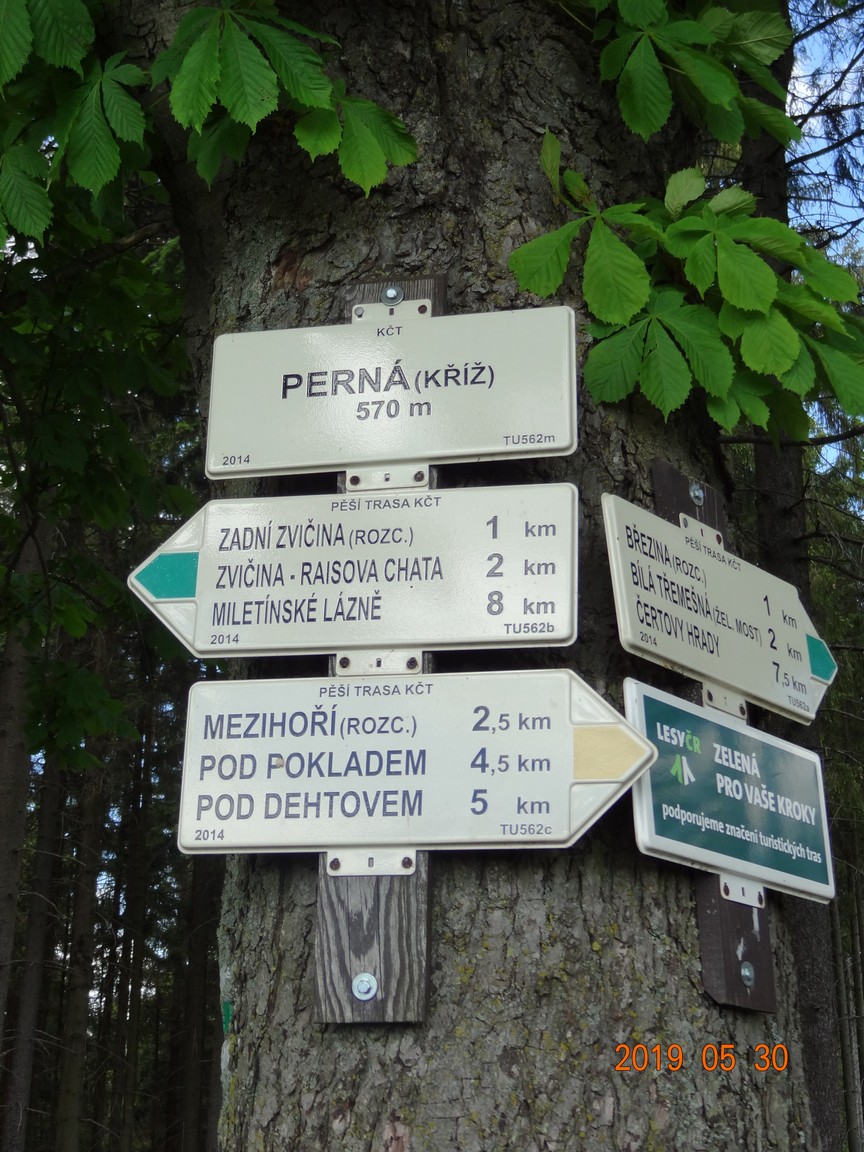 KČT
PERNÁ (KŘÍŽ)
570 m
2014
TU562m
PĚŠÍ TRASA KČT
ZADNÍ ZVIČINA (ROZC.) 1 km
ZVIČINA - RAISOVA CHATA 2 km
MILETÍNSKÉ LÁZNĚ 8 km
2014
TU562b
PĚŠÍ TRASA KČT
MEZIHOŘÍ (ROZC.) 2,5 km
POD POKLADEM 4,5 km
POD DEHTOVEM 5 km
2014
TU562c
PĚŠÍ TRASA KČT
BŘEZINA (ROZC.) 1 km
BÍLÁ TŘEMEŠNÁ (ŽEL. MOST) 2 km
ČERTOVY HRADY 7,5 km
2014
TU562a
LESY ČR
ZELENÁ
PRO VAŠE KROKY
podporujeme značení turistických tras
2019 05 30